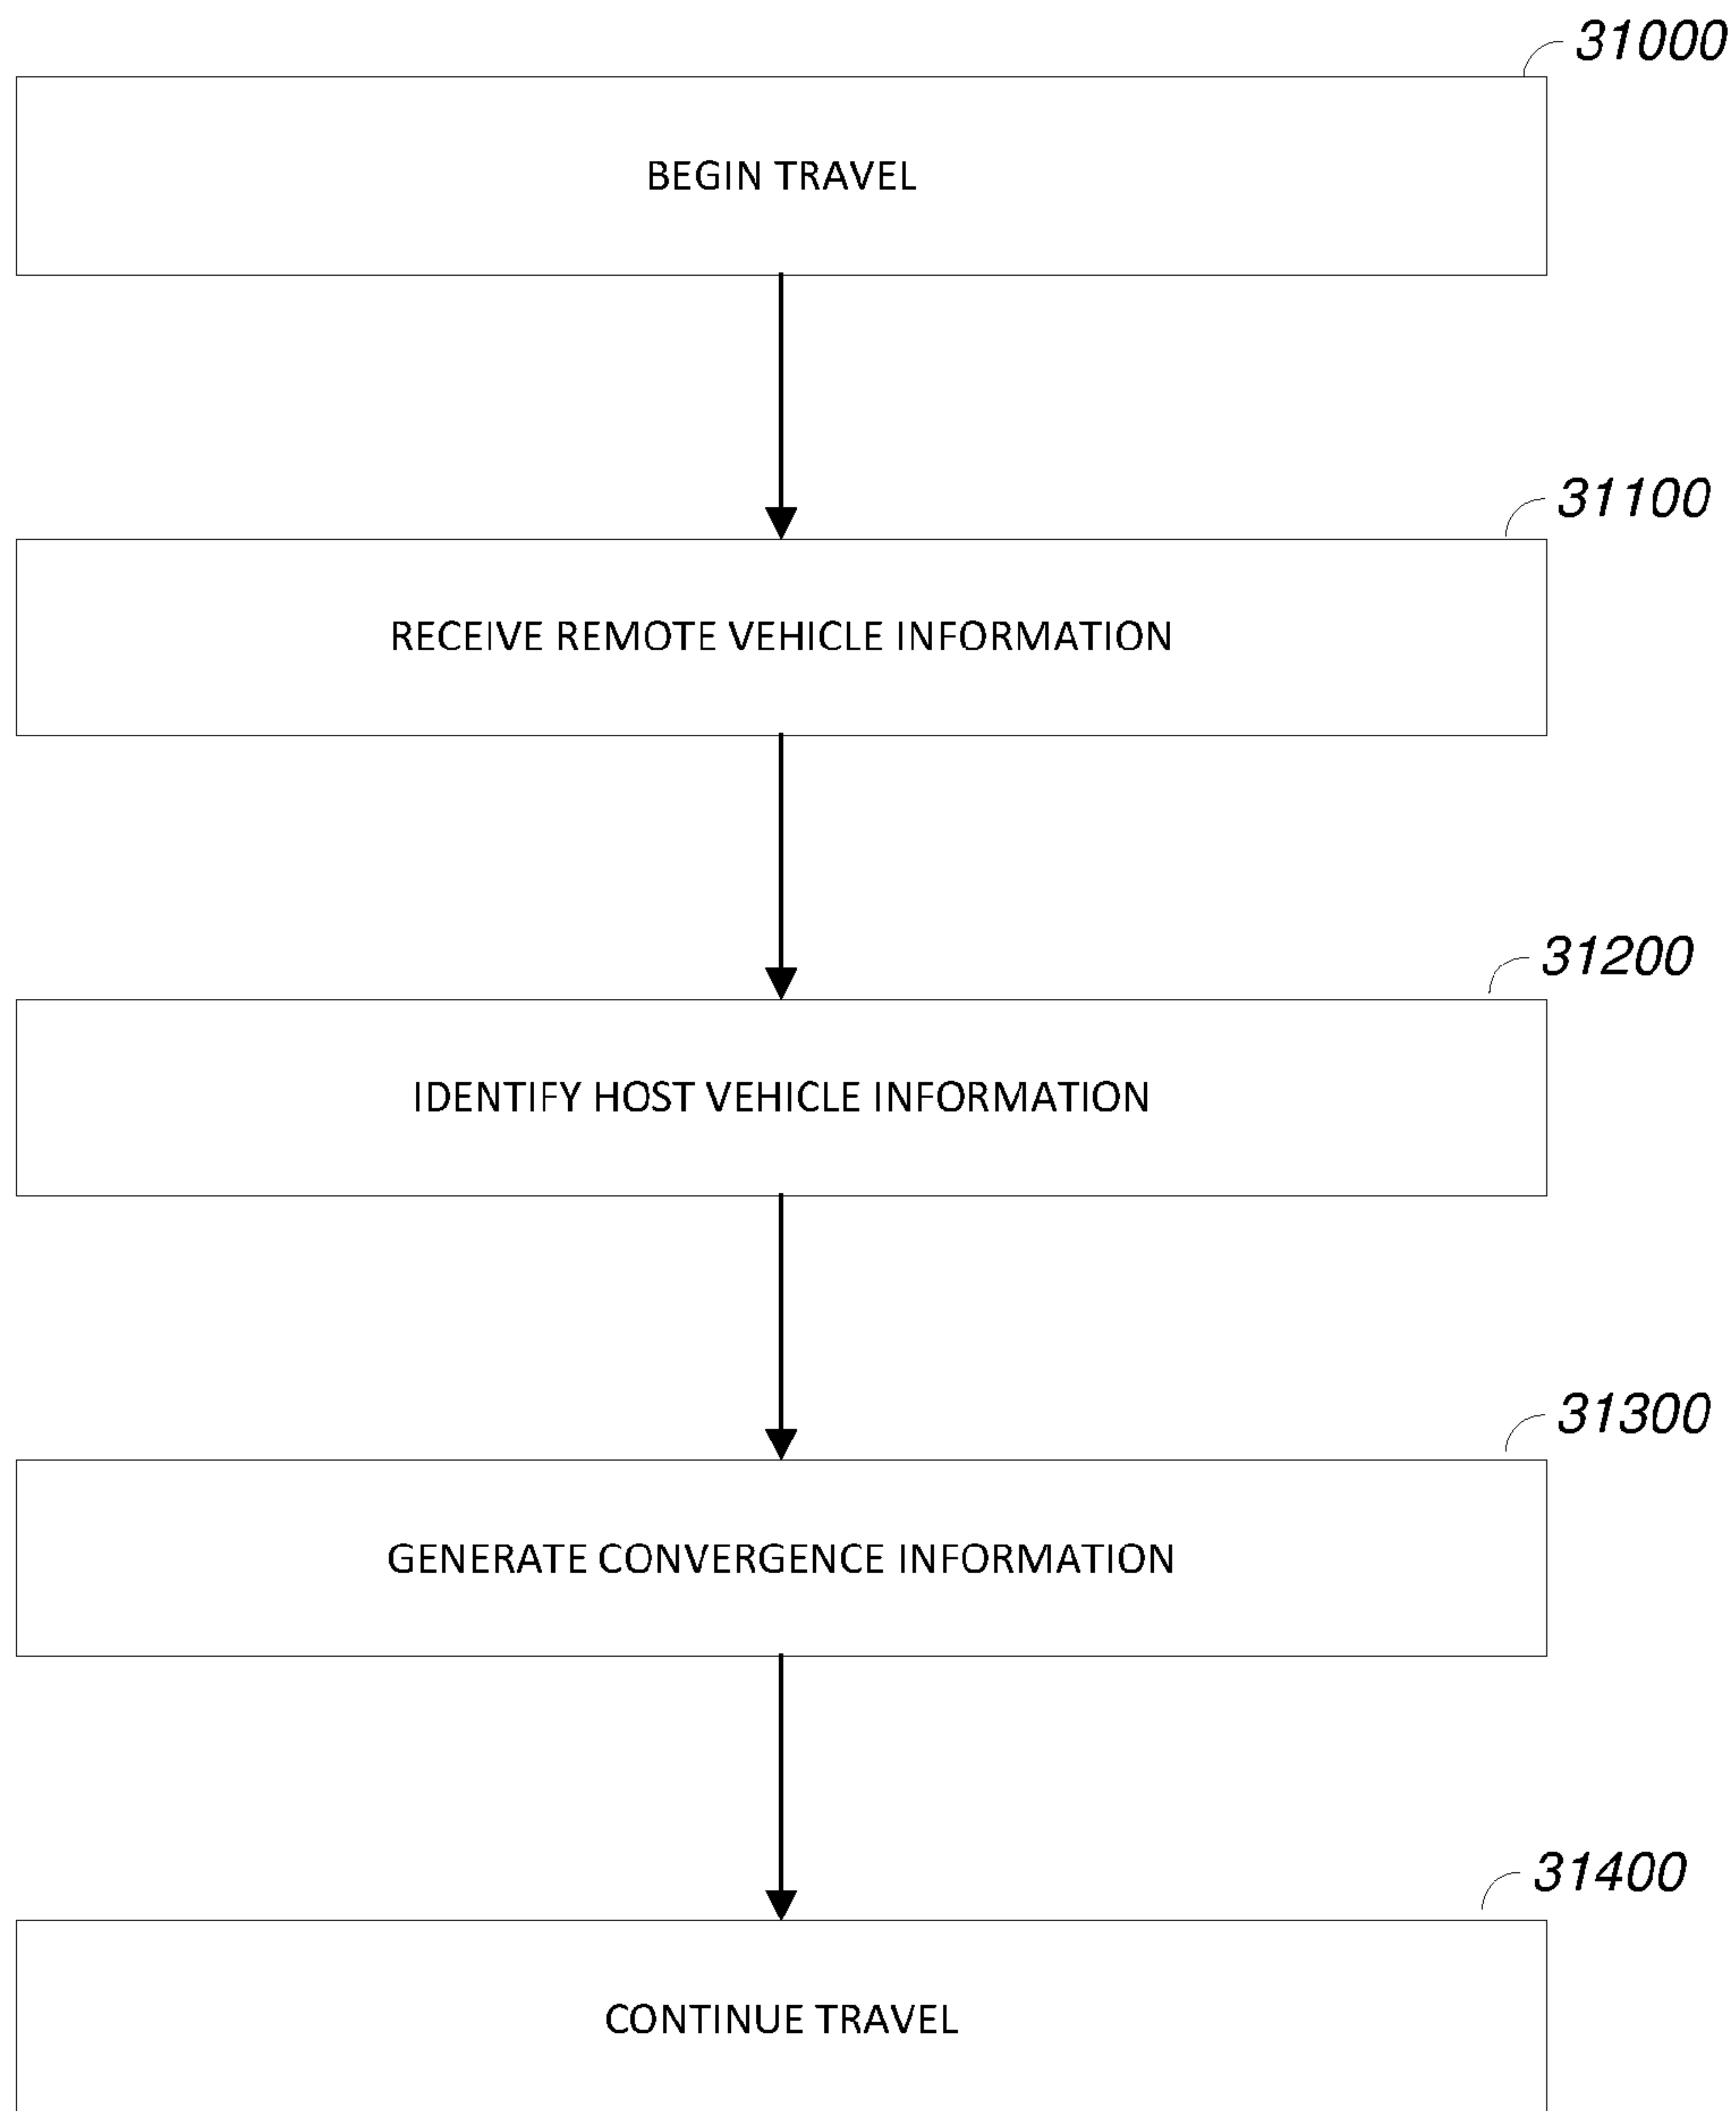 31000
BEGIN TRAVEL
31100
RECEIVE REMOTE VEHICLE INFORMATION
31200
IDENTIFY HOST VEHICLE INFORMATION
31300
GENERATE CONVERGENCE INFORMATION
31400
CONTINUE TRAVEL